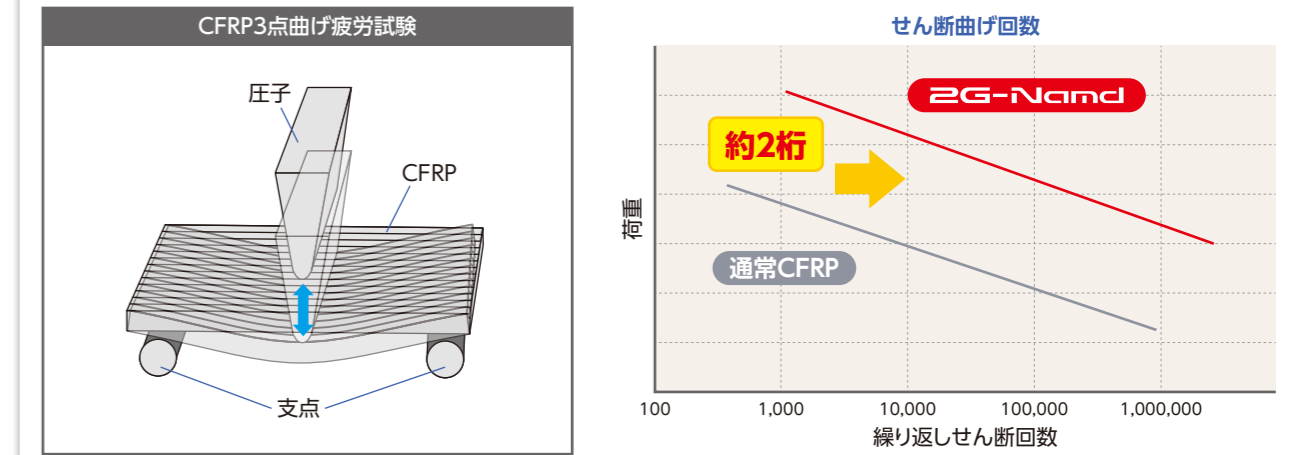 CFRP3点曲げ疲労試験
圧子
CFRP
支点
せん断曲げ回数
2G-Namd
約2桁
通常CFRP
荷重
100 1,000 10,000 100,000 1,000,000
繰り返しせん断回数